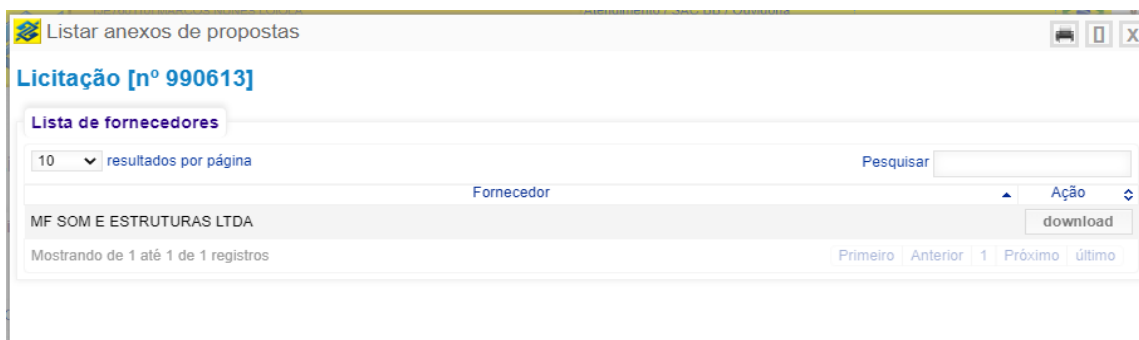 Listar anexos de propostas
X
Licitação [nº 990613]
Lista de fornecedores
10 resultados por página Pesquisar
Fornecedor Ação
MF SOM E ESTRUTURAS LTDA download
Mostrando de 1 até 1 de 1 registros Primeiro Anterior 1 Próximo último